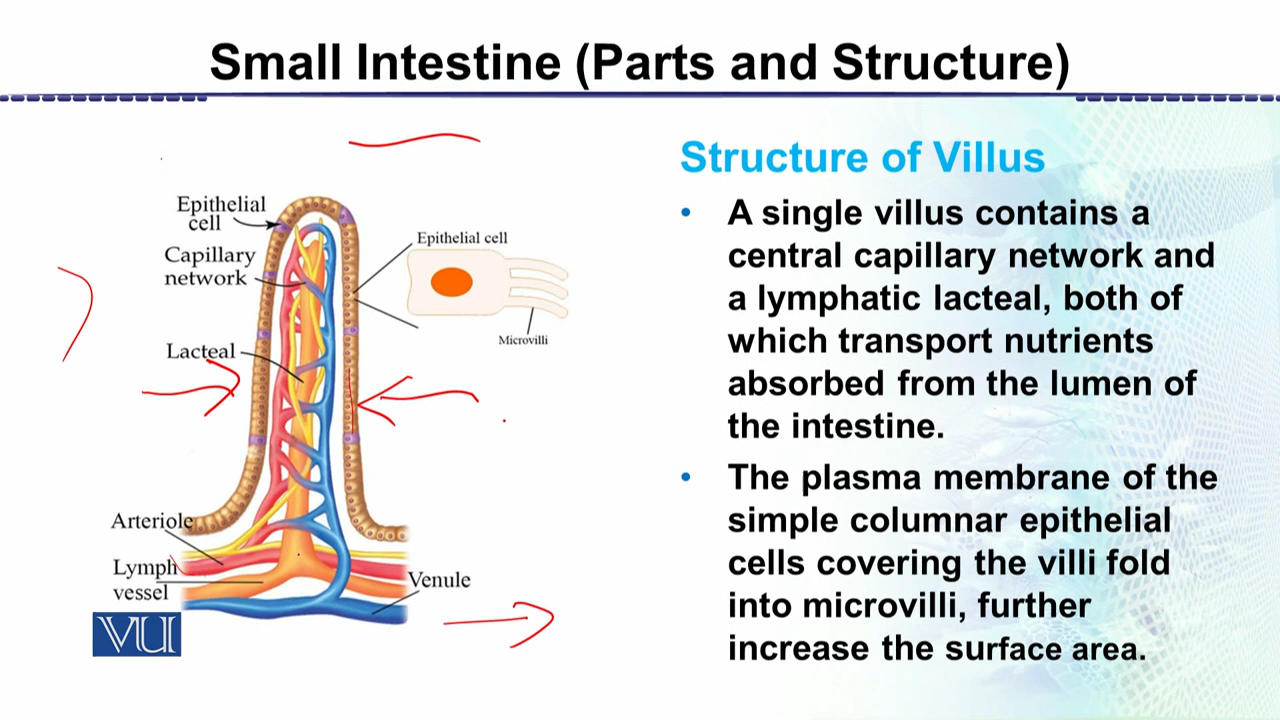 Small Intestine (Parts and Structure)
Epithelial
cell
Capillary
network
Lacteal
Arteriole
Lymph
vessel
Venule
Epithelial cell
Microvilli
VU
Structure of Villus
• A single villus contains a
central capillary network and
a lymphatic lacteal, both of
which transport nutrients
absorbed from the lumen of
the intestine.
• The plasma membrane of the
simple columnar epithelial
cells covering the villi fold
into microvilli, further
increase the surface area.